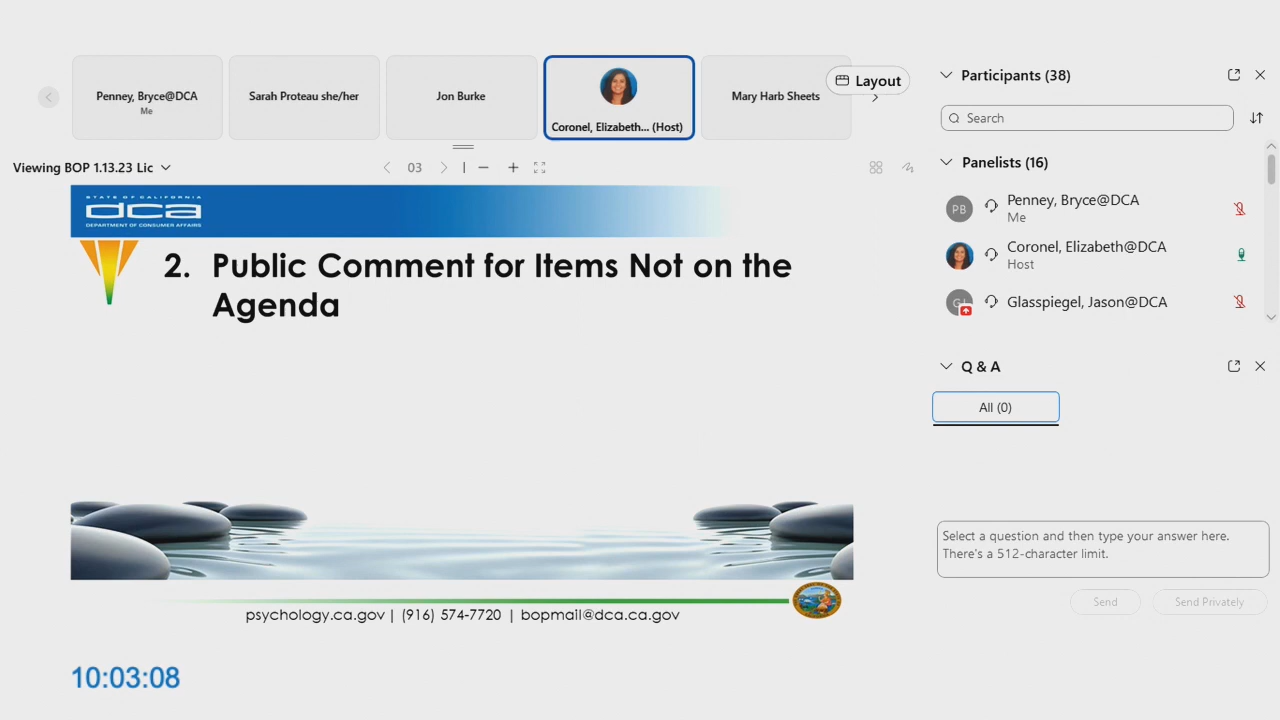 Penney, Bryce@DCA
Me
Sarah Proteau she/her
Jon Burke
Coronel, Elizabeth... (Host)
Mary Harb Sheets
Layout
Viewing BOP 1.13.23 Lic
03
STATE OF CALIFORNIA
dca
DEPARTMENT OF CONSUMER AFFAIRS
2. Public Comment for Items Not on the
Agenda
psychology.ca.gov | (916) 574-7720 | bopmail@dca.ca.gov
10:03:08
Participants (38)
Search
Panelists (16)
PB
Penney, Bryce@DCA
Me
Coronel, Elizabeth@DCA
Host
GJ
Glasspiegel, Jason@DCA
Q & A
All (0)
Select a question and then type your answer here.
There's a 512-character limit.
Send
Send Privately